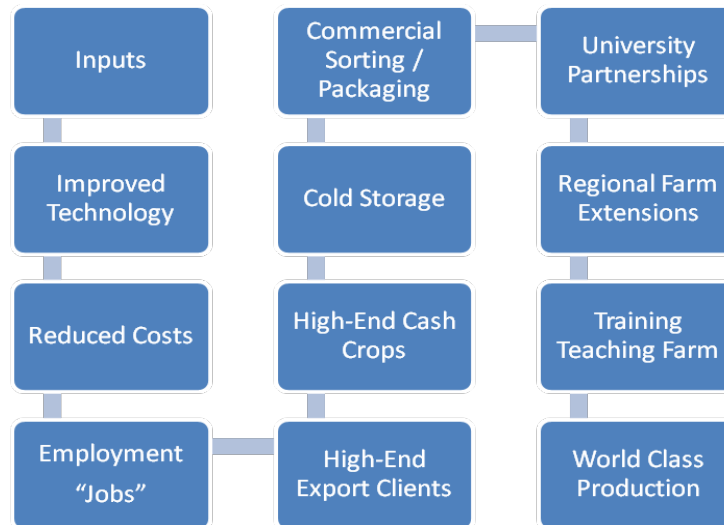 Inputs
Improved
Technology
Reduced Costs
Employment
“Jobs”
High-End
Export Clients
High-End Cash
Crops
Cold Storage
Commercial
Sorting /
Packaging
University
Partnerships
Regional Farm
Extensions
Training
Teaching Farm
World Class
Production